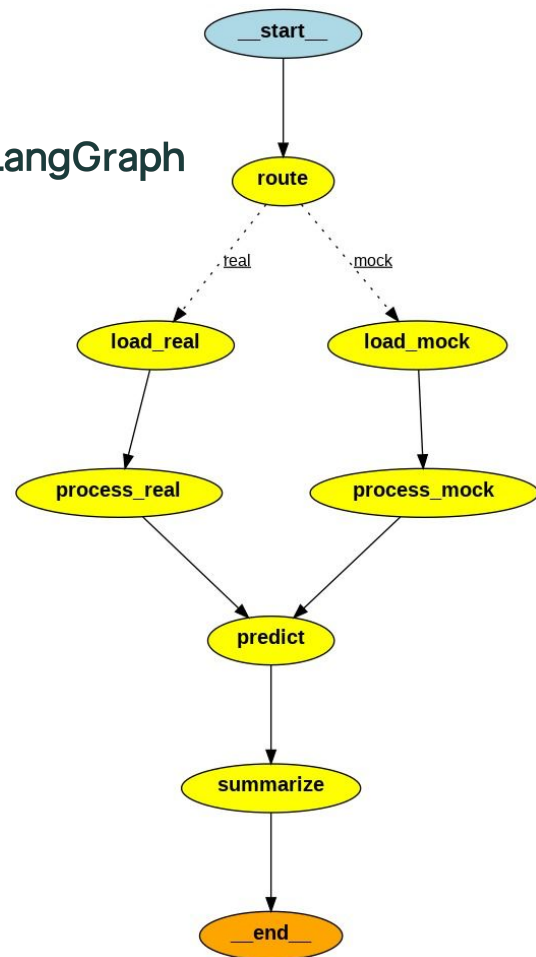 __start__
LangGraph
route
real
mock
load_real
load_mock
process_real
process_mock
predict
summarize
__end__